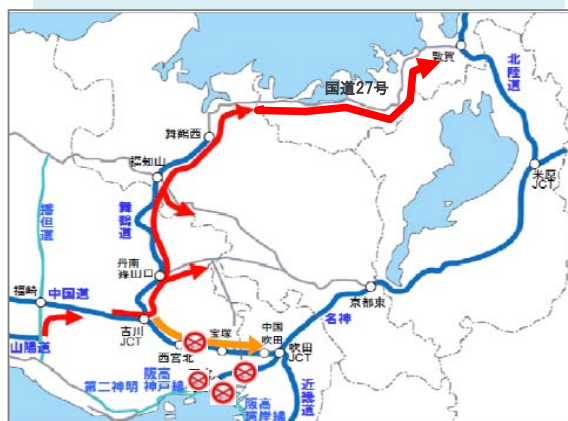 国道27号
敦賀
北陸道
舞鶴西
福知山
米原
JCT
舞鶴道
播但道
丹南
篠山口
京都東
福崎
中国道
名神
吉川
JCT
宝塚
中国
吹田
吹田
JCT
山陽道
西宮北
阪高
神戸線
第二神明
近畿道
阪高
湾岸線